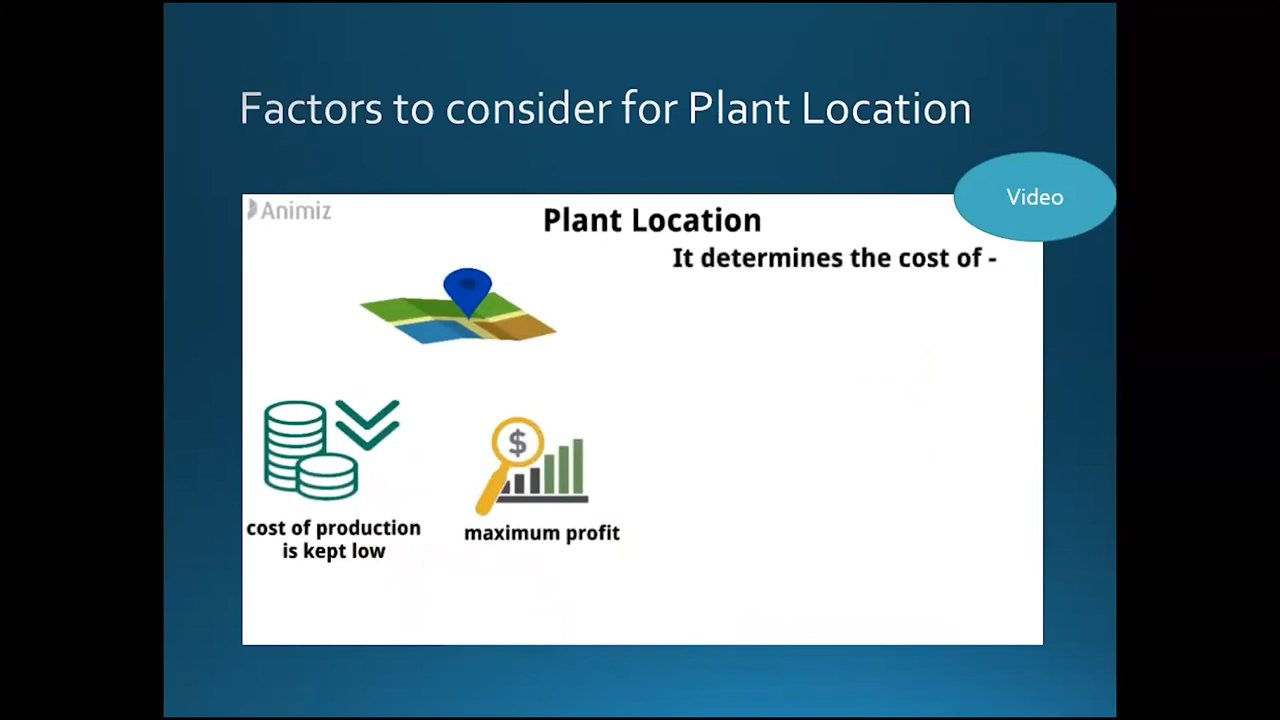 Factors to consider for Plant Location
Video
Animiz
Plant Location
It determines the cost of -
$
cost of production
is kept low
maximum profit